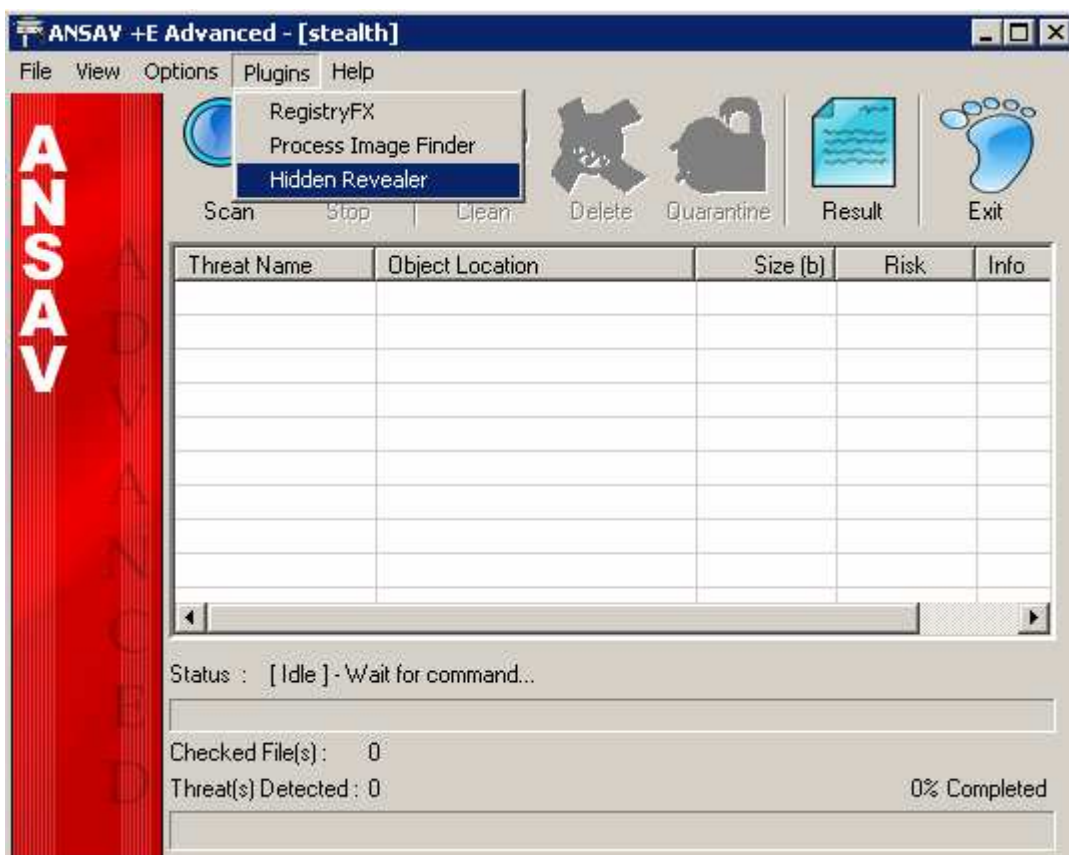 ANSAV +E Advanced - [stealth]
File View Options Plugins Help
RegistryFX
Process Image Finder
Hidden Revealer
Scan Stop Clean Delete Quarantine Result Exit
ANSAV
ADVANCED
Threat Name Object Location Size (b) Risk Info
Status : [ Idle ] - Wait for command...
Checked File(s) : 0
Threat(s) Detected : 0 0% Completed